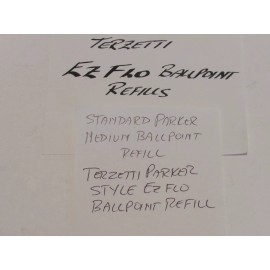 TERZETTI
EZ FLO BALLPOINT
REFILLS
STANDARD PARKER
MEDIUM BALLPOINT
REFILL
TERZETTI PARKER
STYLE EZ FLO
BALLPOINT REFILL